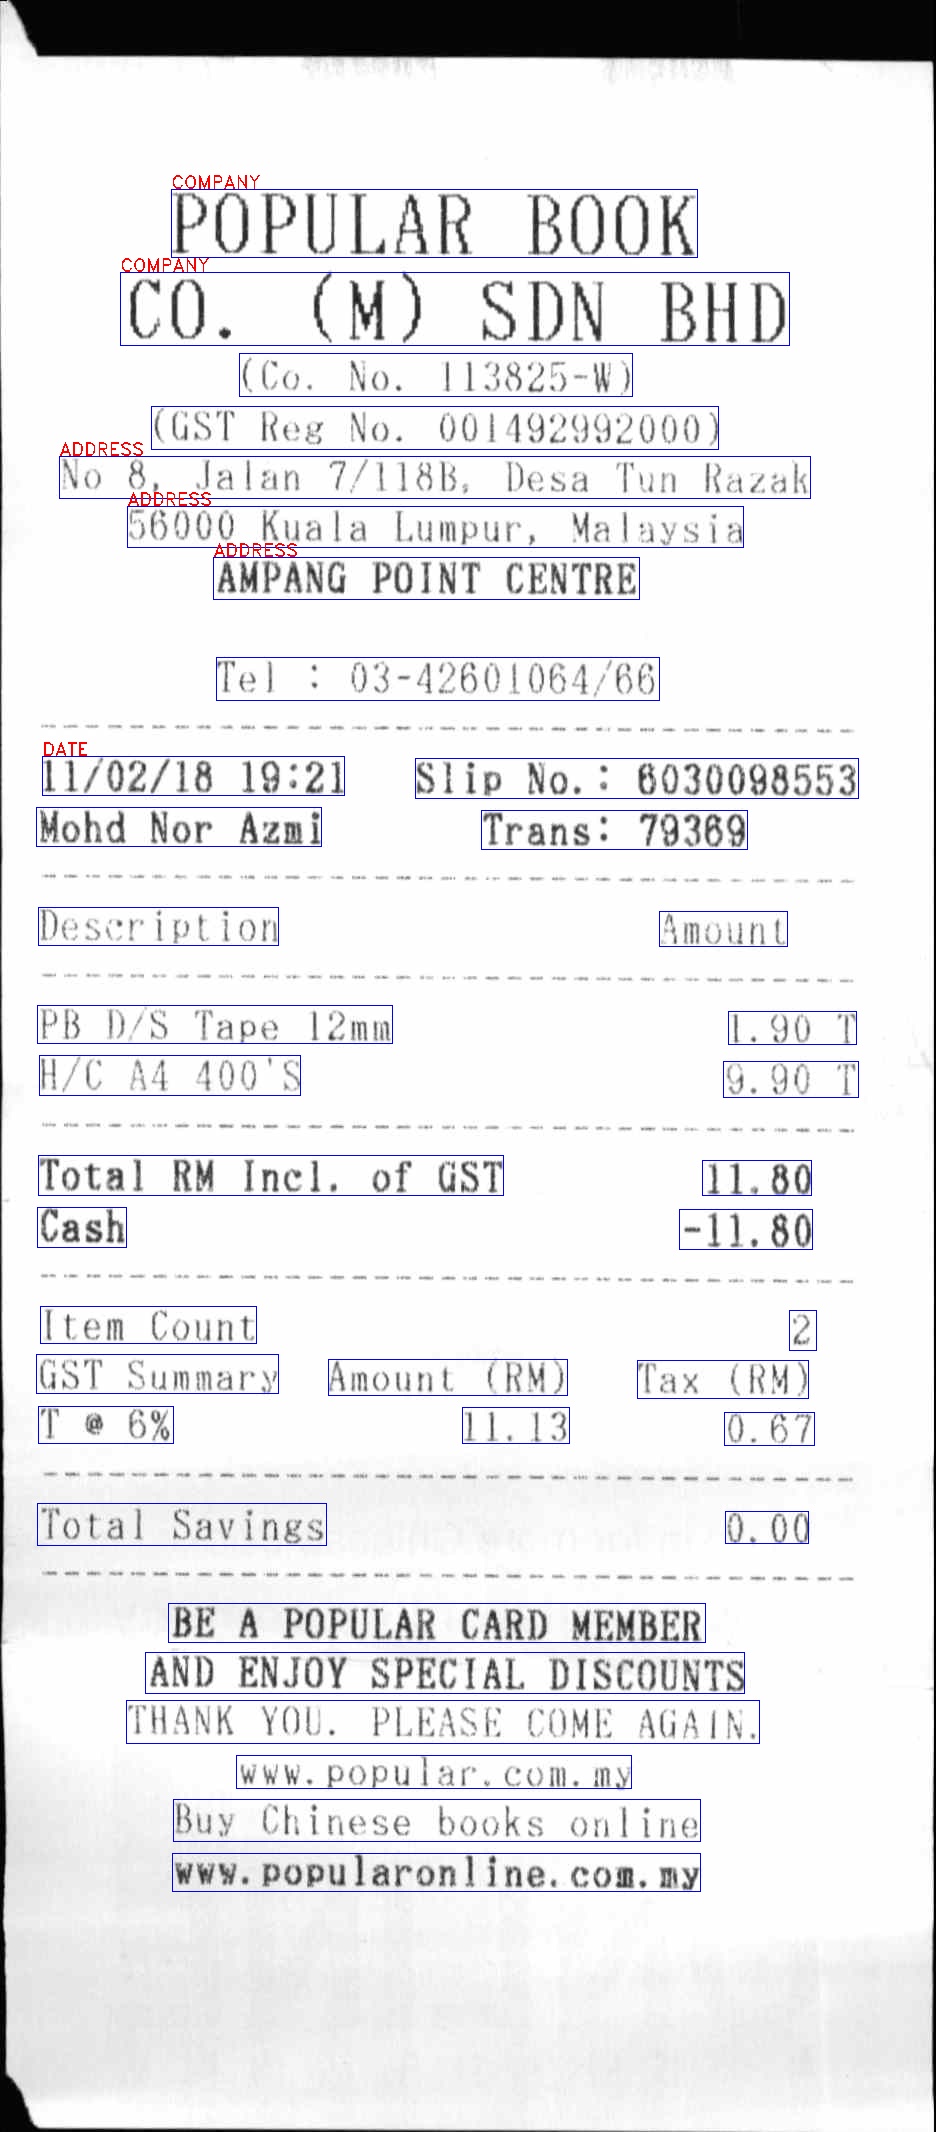 COMPANY
POPULAR BOOK
COMPANY
CO. (M) SDN BHD
(Co. No. 113825-W)
(GST Reg No. 001492992000)
ADDRESS
No 8, Jalan 7/118B, Desa Tun Razak
ADDRESS
56000 Kuala Lumpur, Malaysia
ADDRESS
AMPANG POINT CENTRE
Tel : 03-42601064/66
DATE
11/02/18 19:21 Slip No.: 6030098553
Mohd Nor Azmi Trans: 79369
Description Amount
PB D/S Tape 12mm 1.90 T
H/C A4 400'S 9.90 T
Total RM Incl. of GST 11.80
Cash -11.80
Item Count 2
GST Summary Amount (RM) Tax (RM)
T @ 6% 11.13 0.67
Total Savings 0.00
BE A POPULAR CARD MEMBER
AND ENJOY SPECIAL DISCOUNTS
THANK YOU. PLEASE COME AGAIN.
www.popular.com.my
Buy Chinese books online
www.popularonline.com.my